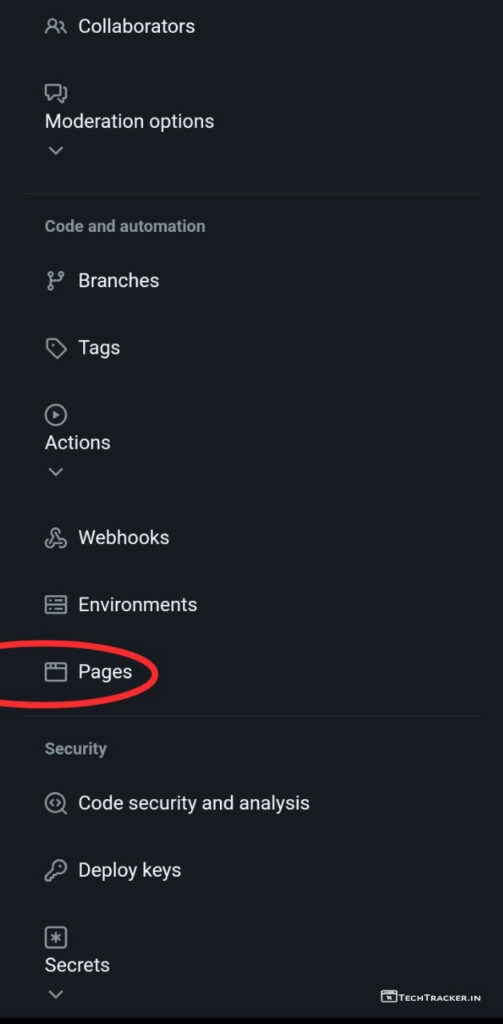 Collaborators
Moderation options
Code and automation
Branches
Tags
Actions
Webhooks
Environments
Pages
Security
Code security and analysis
Deploy keys
Secrets
TechTracker.in